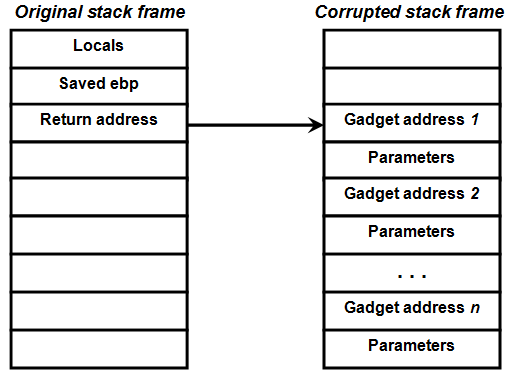 Original stack frame
Locals
Saved ebp
Return address
Corrupted stack frame
Gadget address 1
Parameters
Gadget address 2
Parameters
. . .
Gadget address n
Parameters